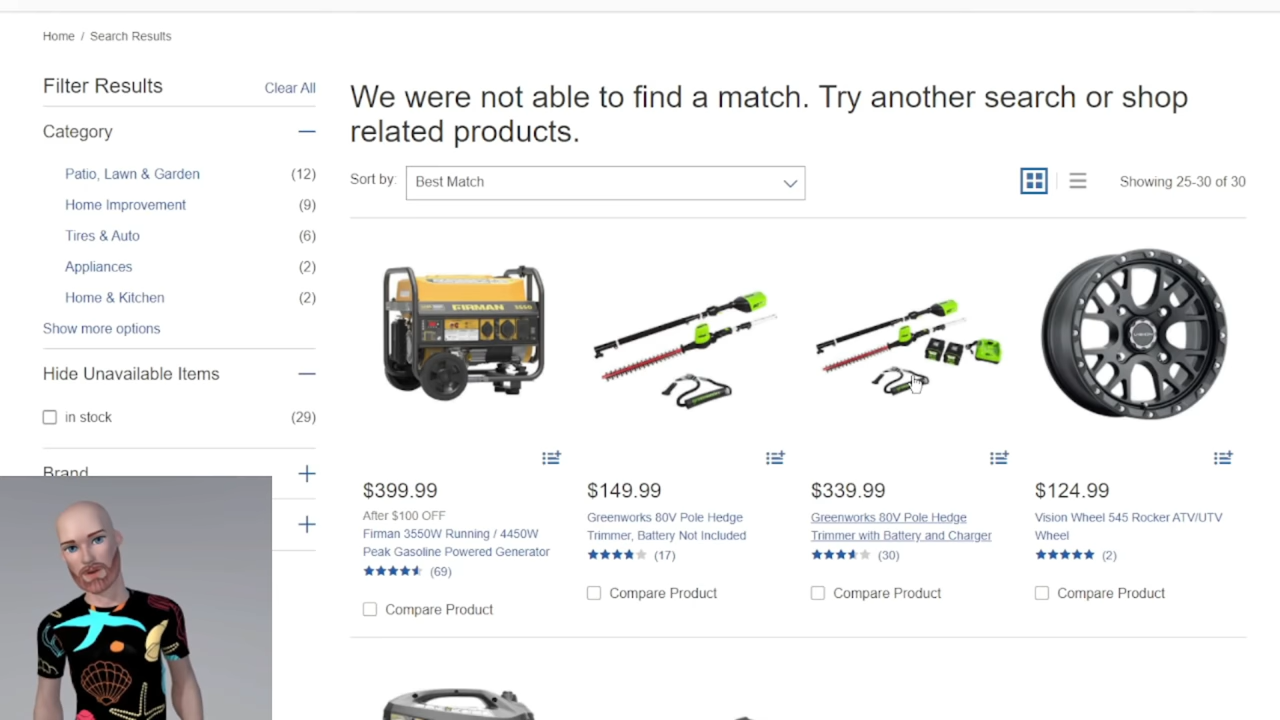 Home / Search Results
Filter Results
Clear All
Category
Patio, Lawn & Garden (12)
Home Improvement (9)
Tires & Auto (6)
Appliances (2)
Home & Kitchen (2)
Show more options
Hide Unavailable Items
in stock (29)
Brand
We were not able to find a match. Try another search or shop
related products.
Sort by:
Best Match
Showing 25-30 of 30
FIRMAN
$399.99
After $100 OFF
Firman 3550W Running / 4450W
Peak Gasoline Powered Generator
(69)
Compare Product
$149.99
Greenworks 80V Pole Hedge
Trimmer, Battery Not Included
(17)
Compare Product
$339.99
Greenworks 80V Pole Hedge
Trimmer with Battery and Charger
(30)
Compare Product
VISION
$124.99
Vision Wheel 545 Rocker ATV/UTV
Wheel
(2)
Compare Product